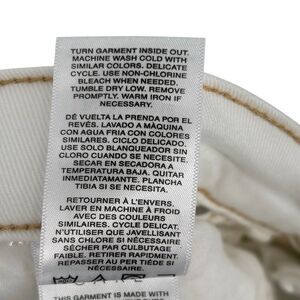 TURN GARMENT INSIDE OUT.
MACHINE WASH COLD WITH
SIMILAR COLORS. DELICATE
CYCLE. USE NON-CHLORINE
BLEACH WHEN NEEDED.
TUMBLE DRY LOW. REMOVE
PROMPTLY. WARM IRON IF
NECESSARY.
DÉ VUELTA LA PRENDA POR EL
REVÉS. LAVADO A MÁQUINA
CON AGUA FRIA CON COLORES
SIMILARES. CICLO DELICADO.
USE SOLO BLANQUEADOR SIN
CLORO CUANDO SE NECESITE.
SECAR EN SECADORA A
TEMPERATURA BAJA. QUITAR
INMEDIATAMENTE. PLANCHA
TIBIA SI SE NECESITA.
RETOURNER À L'ENVERS.
LAVER EN MACHINE À FROID
AVEC DES COULEURS
SIMILAIRES. CYCLE DELICAT.
N'UTILISER QUE JAVELLISANT
SANS CHLORE SI NÉCESSAIRE
SÉCHER PAR CULBUTAGE
FAIBLE. RETIRER RAPIDEMENT.
REPASSER AU FER TIÈDE SI
NÉCESSAIRE.
THIS GARMENT IS MADE